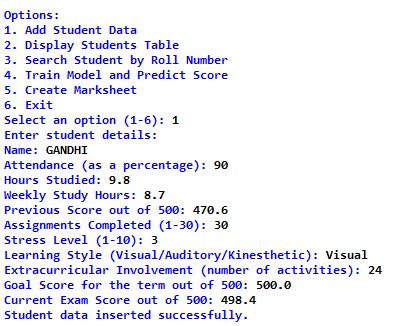 Options:
1. Add Student Data
2. Display Students Table
3. Search Student by Roll Number
4. Train Model and Predict Score
5. Create Marksheet
6. Exit
Select an option (1-6): 1
Enter student details:
Name: GANDHI
Attendance (as a percentage): 90
Hours Studied: 9.8
Weekly Study Hours: 8.7
Previous Score out of 500: 470.6
Assignments Completed (1-30): 30
Stress Level (1-10): 3
Learning Style (Visual/Auditory/Kinesthetic): Visual
Extracurricular Involvement (number of activities): 24
Goal Score for the term out of 500: 500.0
Current Exam Score out of 500: 498.4
Student data inserted successfully.